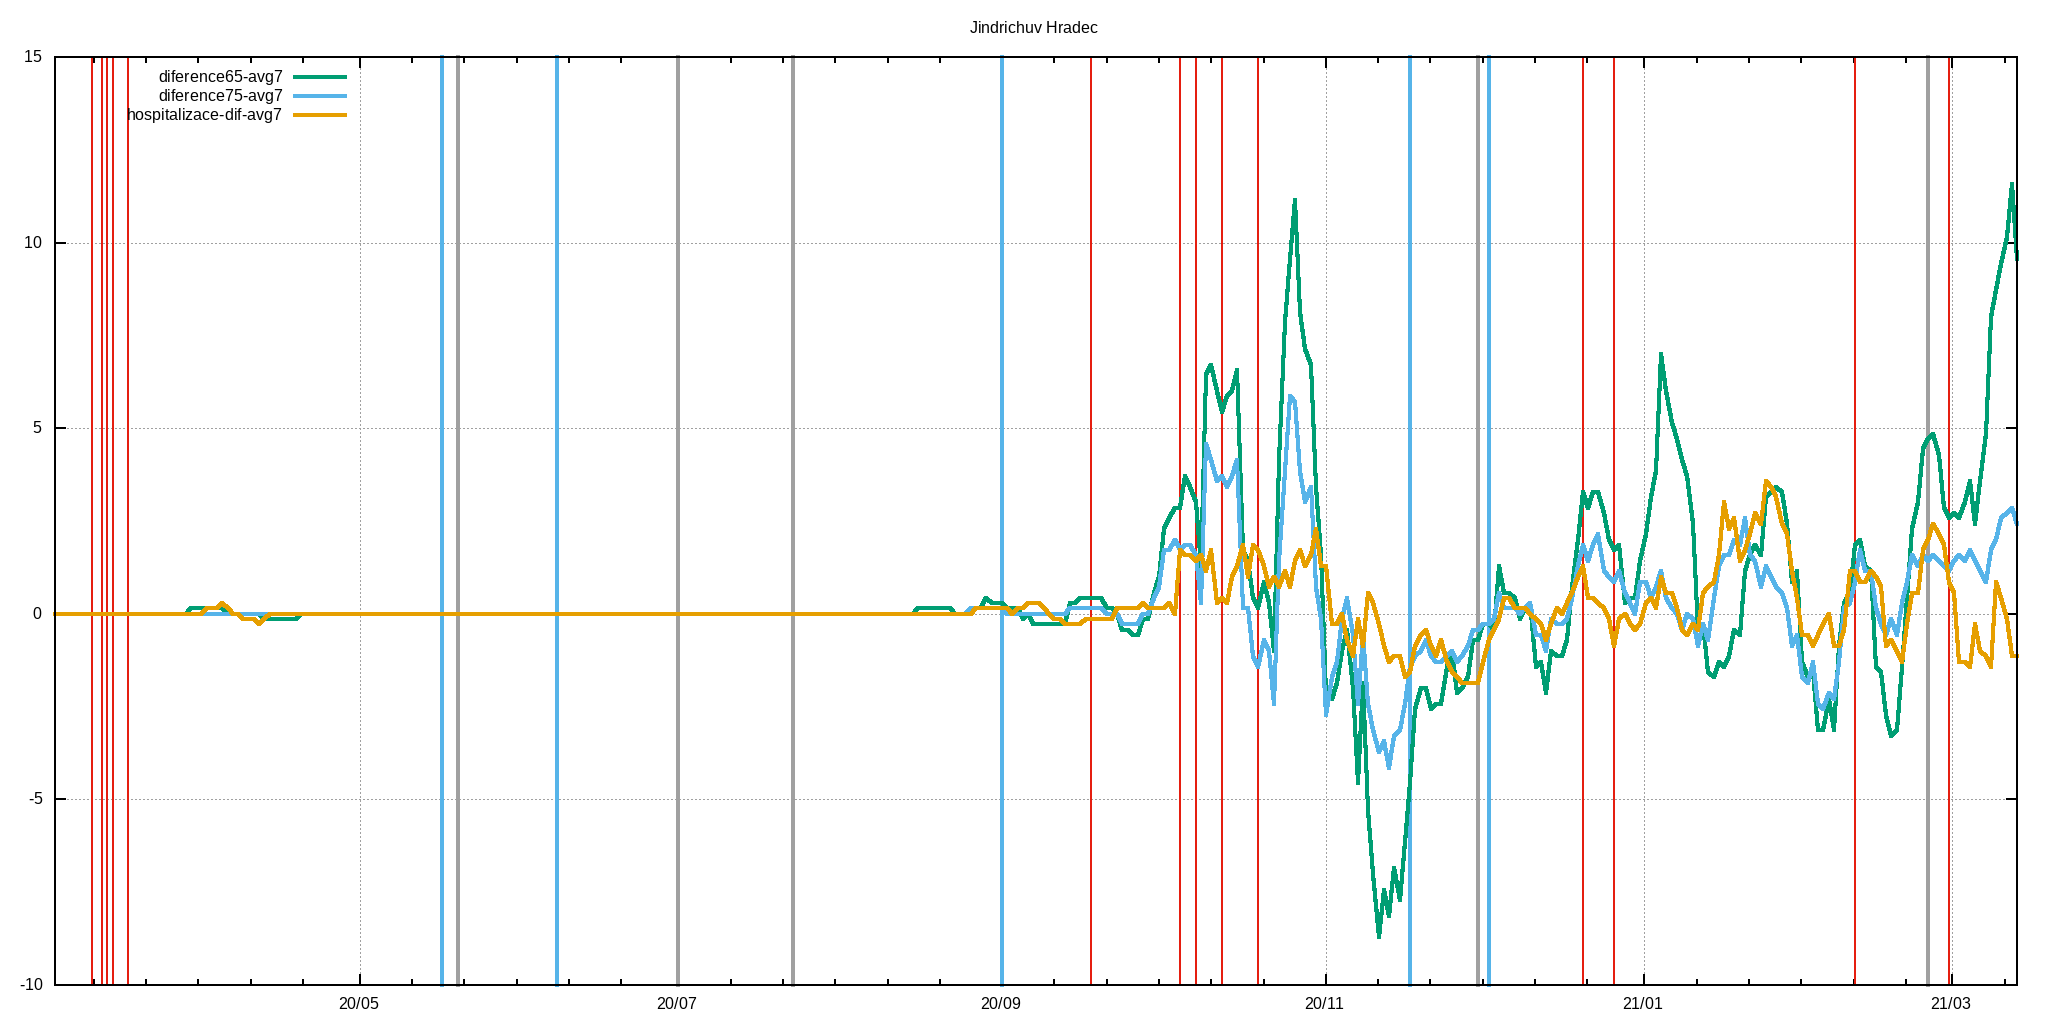 Jindrichuv Hradec
15
diference65-avg7
diference75-avg7
hospitalizace-dif-avg7
10
5
0
-5
-10
20/05 20/07 20/09 20/11 21/01 21/03